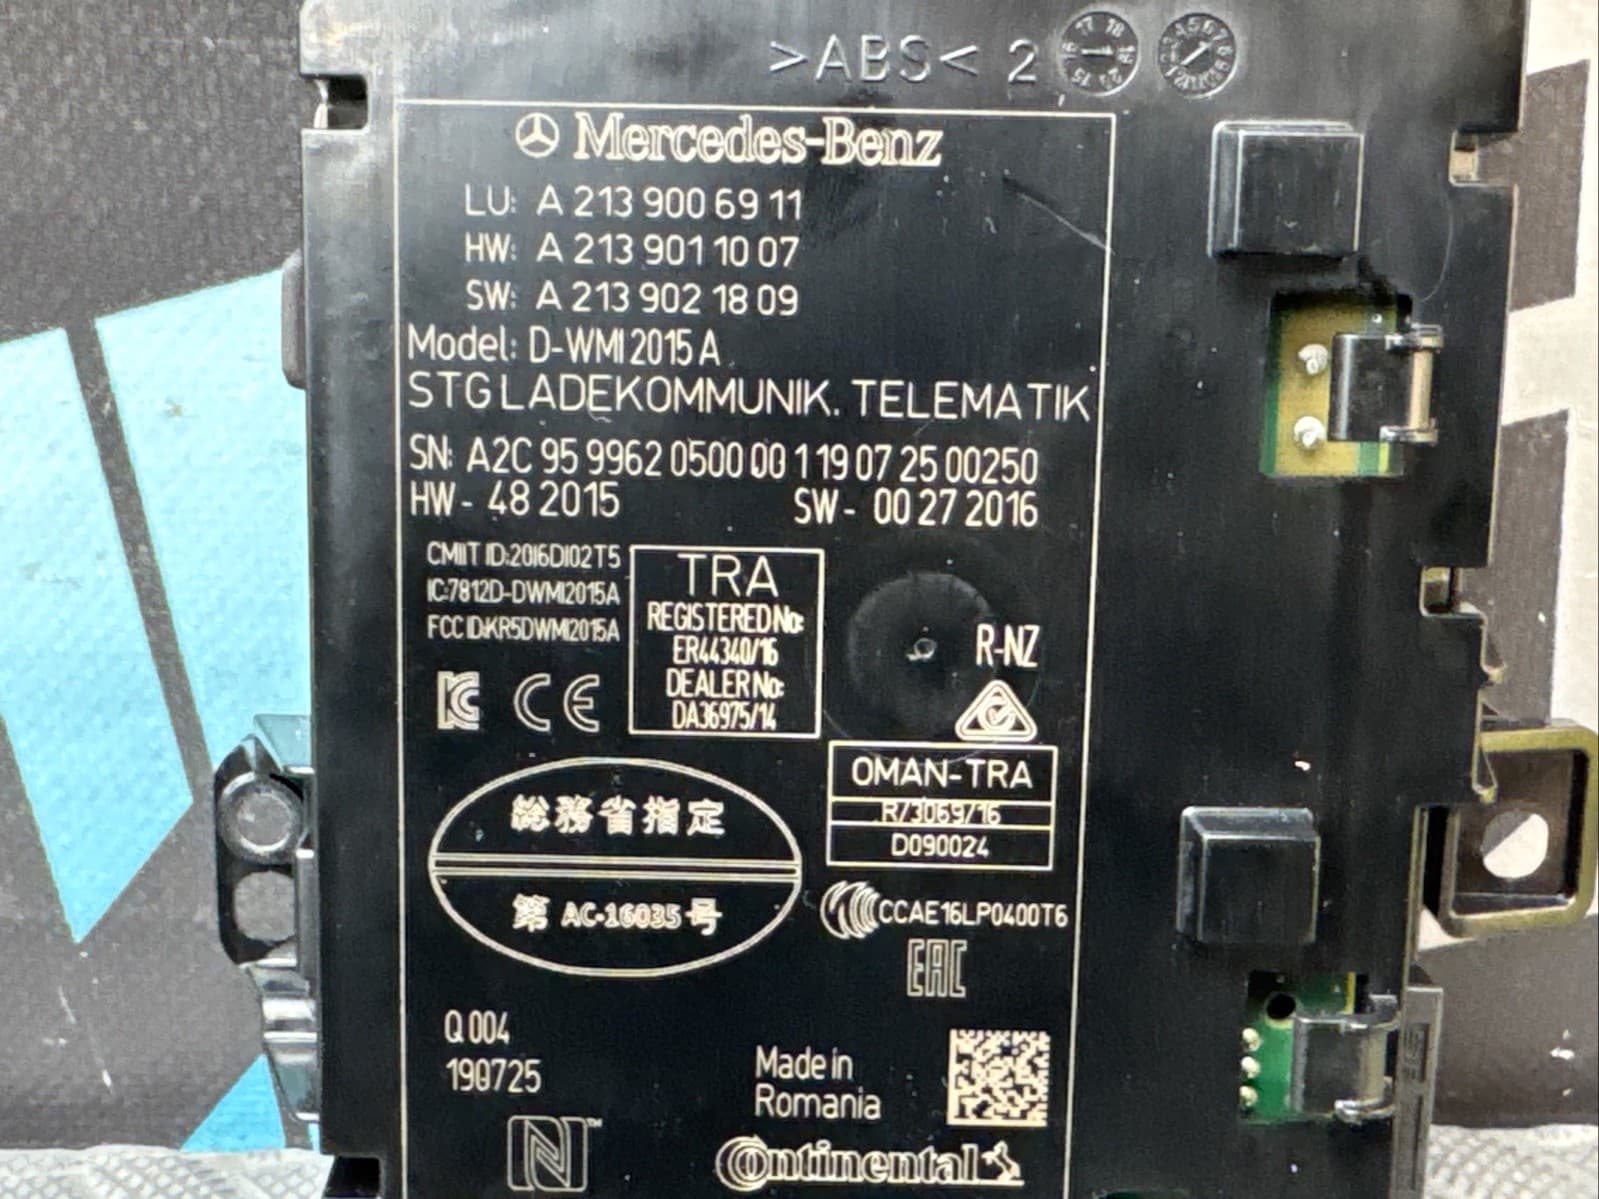 >ABS< 2
Mercedes-Benz
LU: A 213 900 69 11
HW: A 213 901 10 07
SW: A 213 902 18 09
Model: D-WMI2015A
STG LADEKOMMUNIK. TELEMATIK
SN: A2C 95 9962 0500 00 1 19 07 25 00250
HW - 48 2015 SW - 00 27 2016
CMIIT ID:2016DI02T5
IC:7812D-DWMI2015A
FCC ID:KR5DWMI2015A
TRA
REGISTERED No:
ER44340/16
DEALER No:
DA36975/14
R-NZ
CE
OMAN-TRA
R/3069/16
D090024
総務省指定
第 AC-16035 号
CCAE16LP0400T6
EAC
Q 004
190725
Made in
Romania
Continental